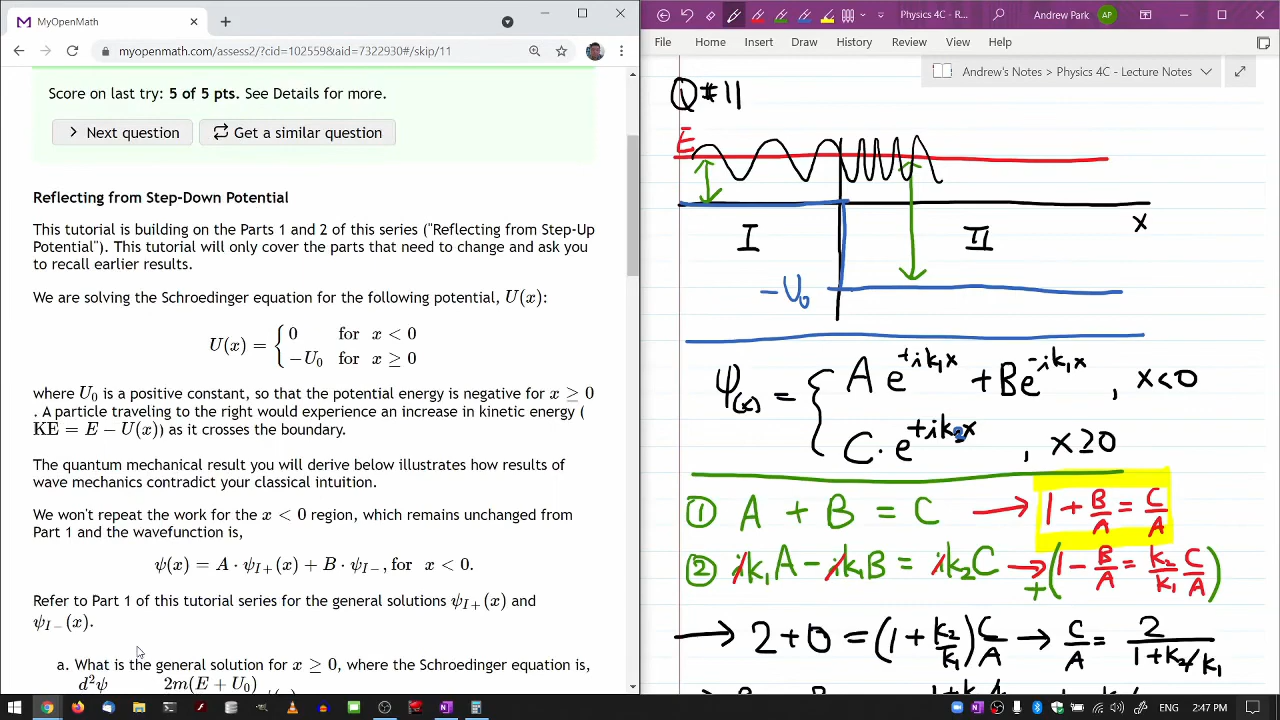 MyOpenMath
myopenmath.com/assess2/?cid=102559&aid=7322930#/skip/11
Score on last try: 5 of 5 pts. See Details for more.
Next question
Get a similar question
Reflecting from Step-Down Potential
This tutorial is building on the Parts 1 and 2 of this series ("Reflecting from Step-Up
Potential"). This tutorial will only cover the parts that need to change and ask you
to recall earlier results.
We are solving the Schroedinger equation for the following potential, U(x):
U(x) = { 0 for x < 0
−U₀ for x ≥ 0
where U₀ is a positive constant, so that the potential energy is negative for x ≥ 0
. A particle traveling to the right would experience an increase in kinetic energy (
KE = E − U(x)) as it crosses the boundary.
The quantum mechanical result you will derive below illustrates how results of
wave mechanics contradict your classical intuition.
We won't repeat the work for the x < 0 region, which remains unchanged from
Part 1 and the wavefunction is,
ψ(x) = A · ψ_{I+}(x) + B · ψ_{I−}, for x < 0.
Refer to Part 1 of this tutorial series for the general solutions ψ_{I+}(x) and
ψ_{I−}(x).
a. What is the general solution for x ≥ 0, where the Schroedinger equation is,
d²ψ 2m(E + U₀)
Physics 4C - R...
Andrew Park
AP
File Home Insert Draw History Review View Help
Andrew's Notes > Physics 4C - Lecture Notes
Q#11
E
x
I
II
−U₀
ψ(x) = { A e^{+ik₁x} + Be^{−ik₁x} , x<0
C · e^{+ik₂x} , x≥0
① A + B = C → 1 + B/A = C/A
② ik₁A − ik₁B = ik₂C → + (1 − B/A = k₂/k₁ C/A)
→ 2 + 0 = (1 + k₂/k₁) C/A → C/A = 2/(1 + k₂/k₁)
2:47 PM